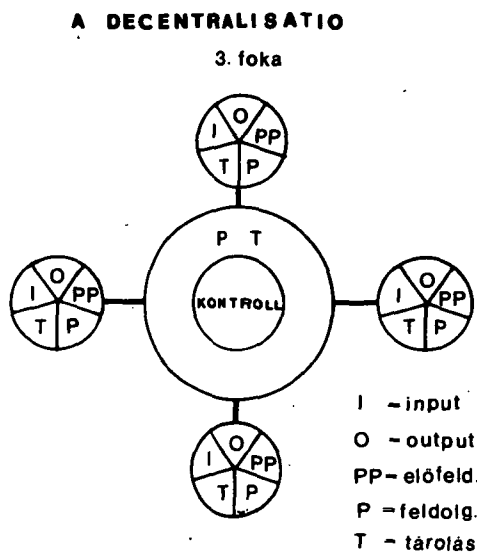 A DECENTRALISATIO
3. foka
O
I PP
T P
P T
O
I PP
T P
KONTROLL
O
I PP
T P
O
I PP
T P
I - input
O - output
PP- előfeld.
P = feldolg.
T - tárolás